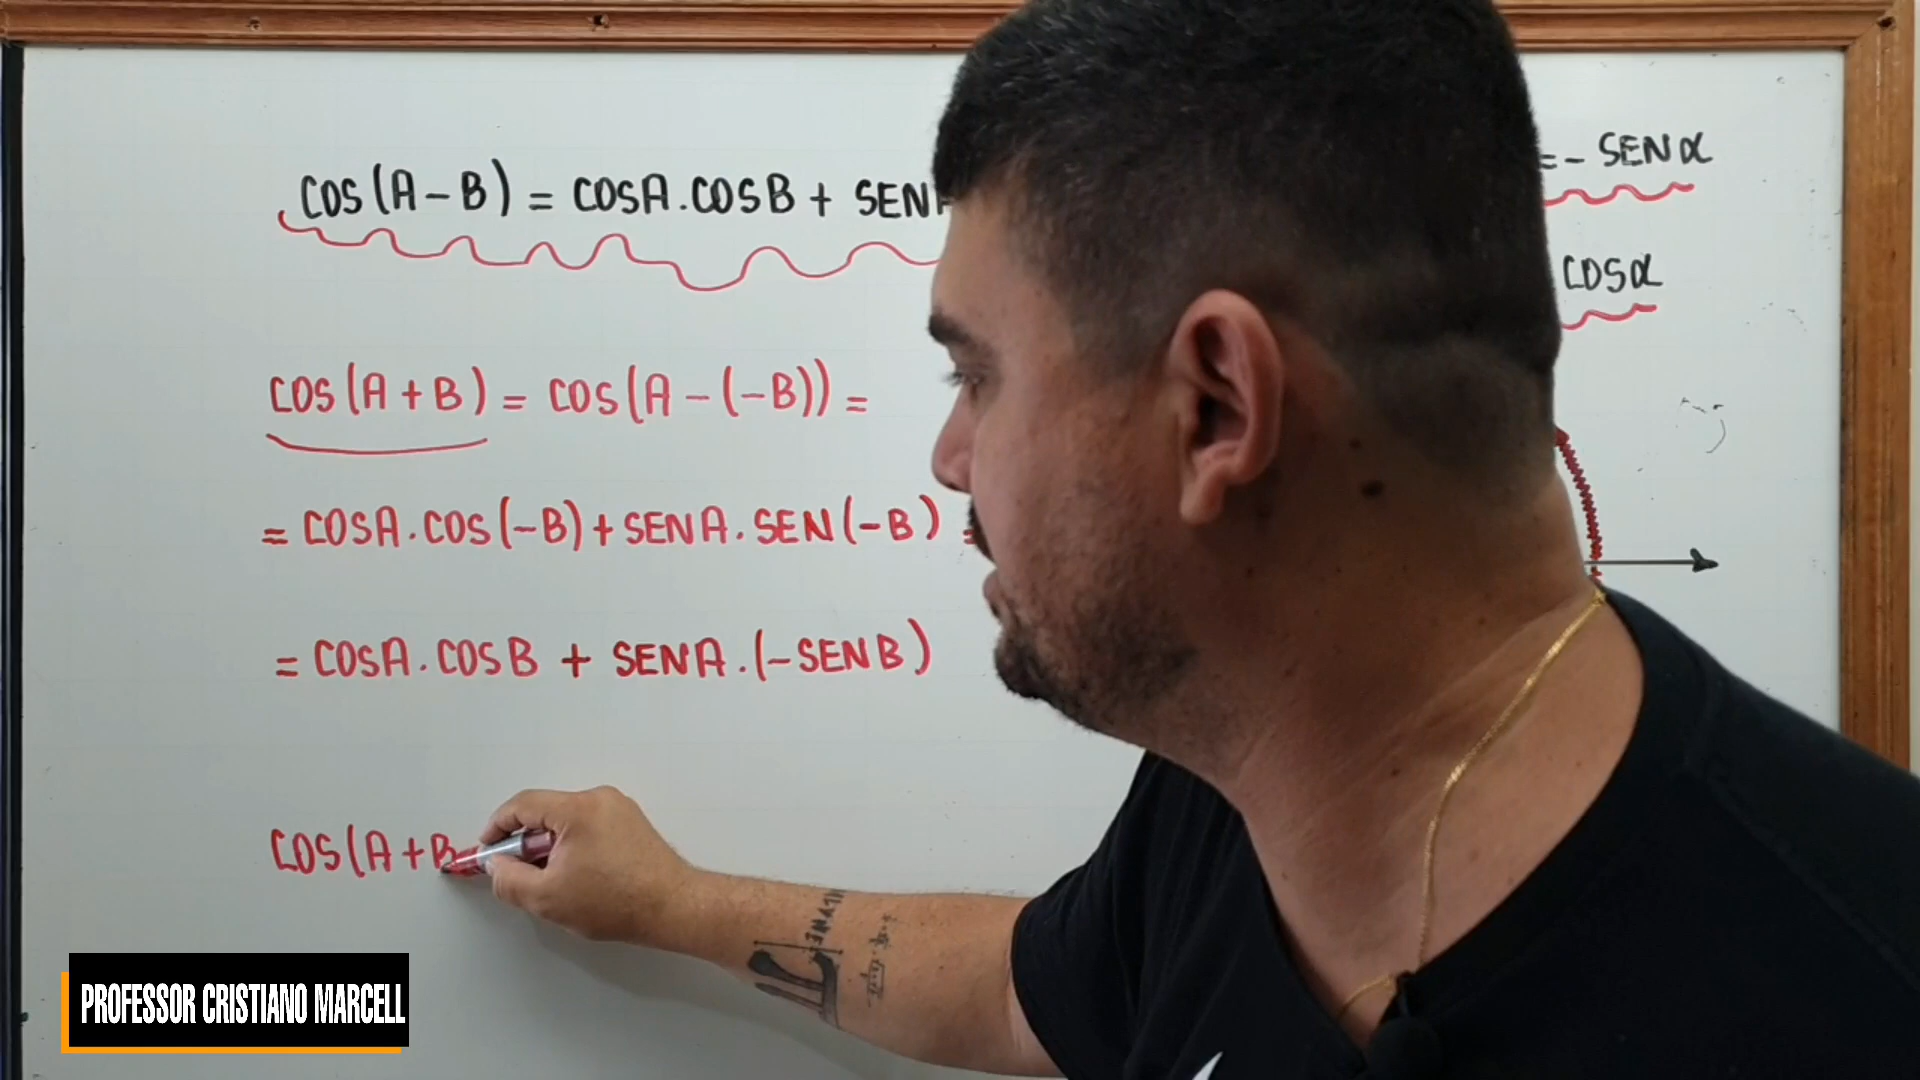 COS(A-B) = COSA.COSB + SENA
=- SENα
COSα
COS(A+B) = COS(A-(-B)) =
= COSA.COS(-B)+SENA.SEN(-B) =
= COSA.COSB + SENA.(-SENB)
COS(A+B
PROFESSOR CRISTIANO MARCELL